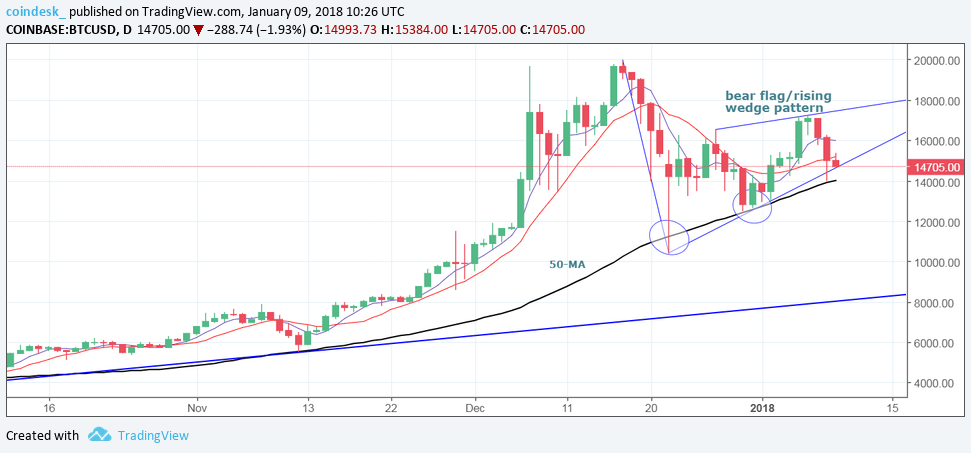 coindesk_ published on TradingView.com, January 09, 2018 10:26 UTC
COINBASE:BTCUSD, D 14705.00 ▼ −288.74 (−1.93%) O:14993.73 H:15384.00 L:14705.00 C:14705.00
20000.00
bear flag/rising
wedge pattern
18000.00
16000.00
14705.00
14000.00
12000.00
50-MA
10000.00
8000.00
6000.00
4000.00
16 Nov 13 22 Dec 11 20 2018 15
Created with TradingView